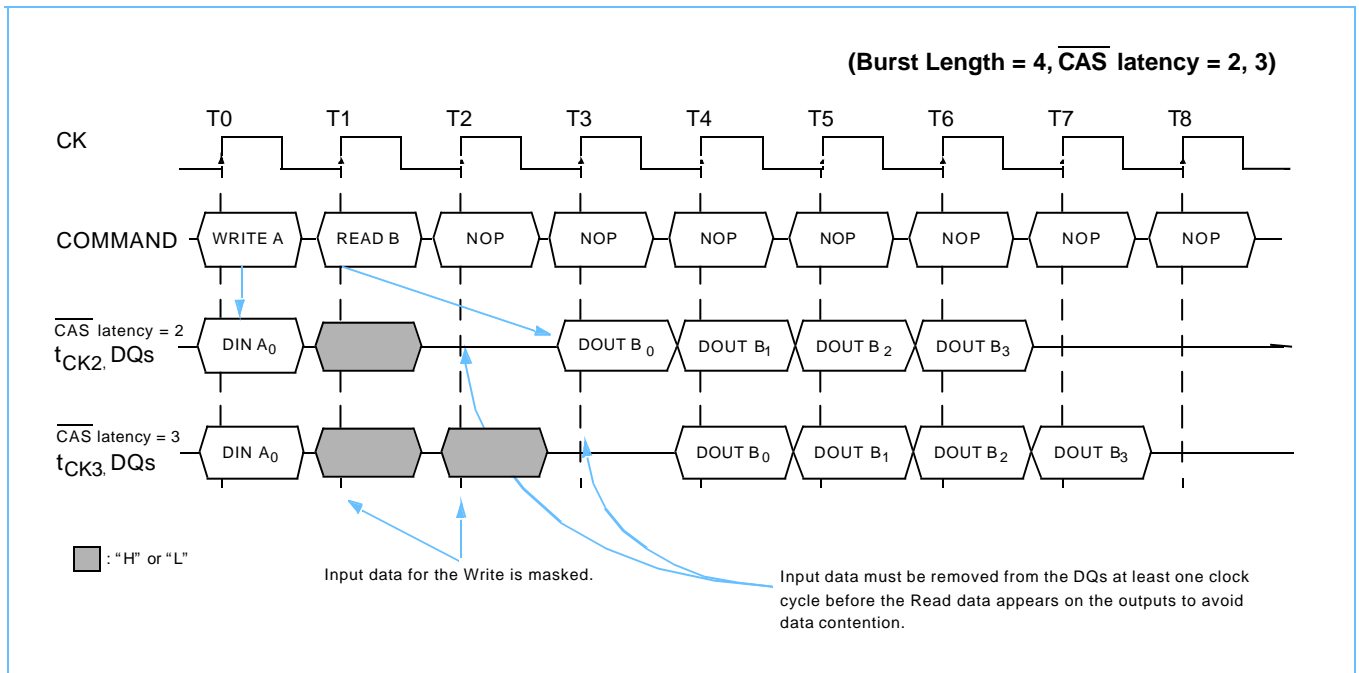 (Burst Length = 4, C̅A̅S̅ latency = 2, 3)
T0 T1 T2 T3 T4 T5 T6 T7 T8
CK
COMMAND WRITE A READ B NOP NOP NOP NOP NOP NOP NOP
C̅A̅S̅ latency = 2
tCK2, DQs DIN A0 DOUT B0 DOUT B1 DOUT B2 DOUT B3
C̅A̅S̅ latency = 3
tCK3, DQs DIN A0 DOUT B0 DOUT B1 DOUT B2 DOUT B3
: “H” or “L”
Input data for the Write is masked.
Input data must be removed from the DQs at least one clock
cycle before the Read data appears on the outputs to avoid
data contention.